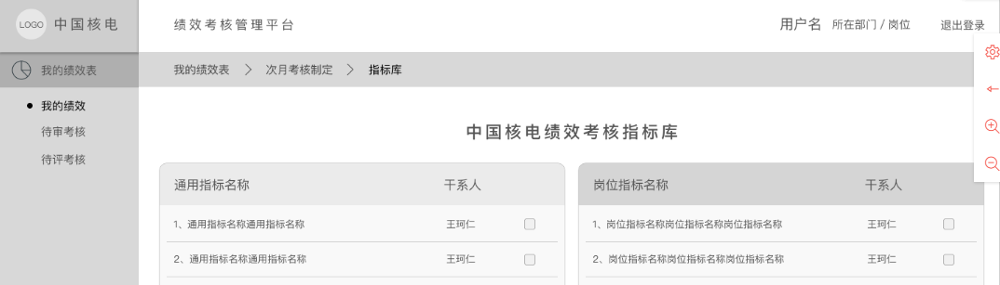 LOGO 中国核电 绩效考核管理平台 用户名 所在部门 / 岗位 退出登录
我的绩效表 我的绩效表 次月考核制定 指标库
我的绩效
待审考核
待评考核
中国核电绩效考核指标库
通用指标名称 干系人 岗位指标名称 干系人
1、通用指标名称通用指标名称 王珂仁 1、岗位指标名称岗位指标名称岗位指标名称 王珂仁
2、通用指标名称通用指标名称 王珂仁 2、岗位指标名称岗位指标名称岗位指标名称 王珂仁